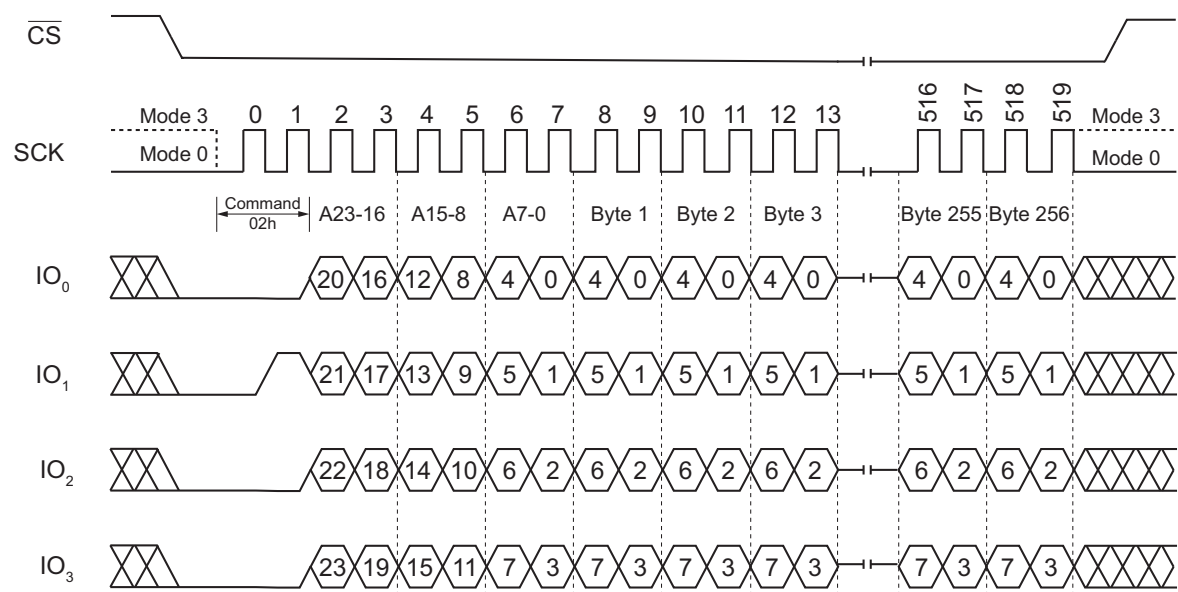 CS
516 517 518 519
Mode 3 0 1 2 3 4 5 6 7 8 9 10 11 12 13 Mode 3
SCK
Mode 0 Mode 0
Command
02h
A23-16 A15-8 A7-0 Byte 1 Byte 2 Byte 3 Byte 255 Byte 256
IO0 20 16 12 8 4 0 4 0 4 0 4 0 4 0 4 0
IO1 21 17 13 9 5 1 5 1 5 1 5 1 5 1 5 1
IO2 22 18 14 10 6 2 6 2 6 2 6 2 6 2 6 2
IO3 23 19 15 11 7 3 7 3 7 3 7 3 7 3 7 3